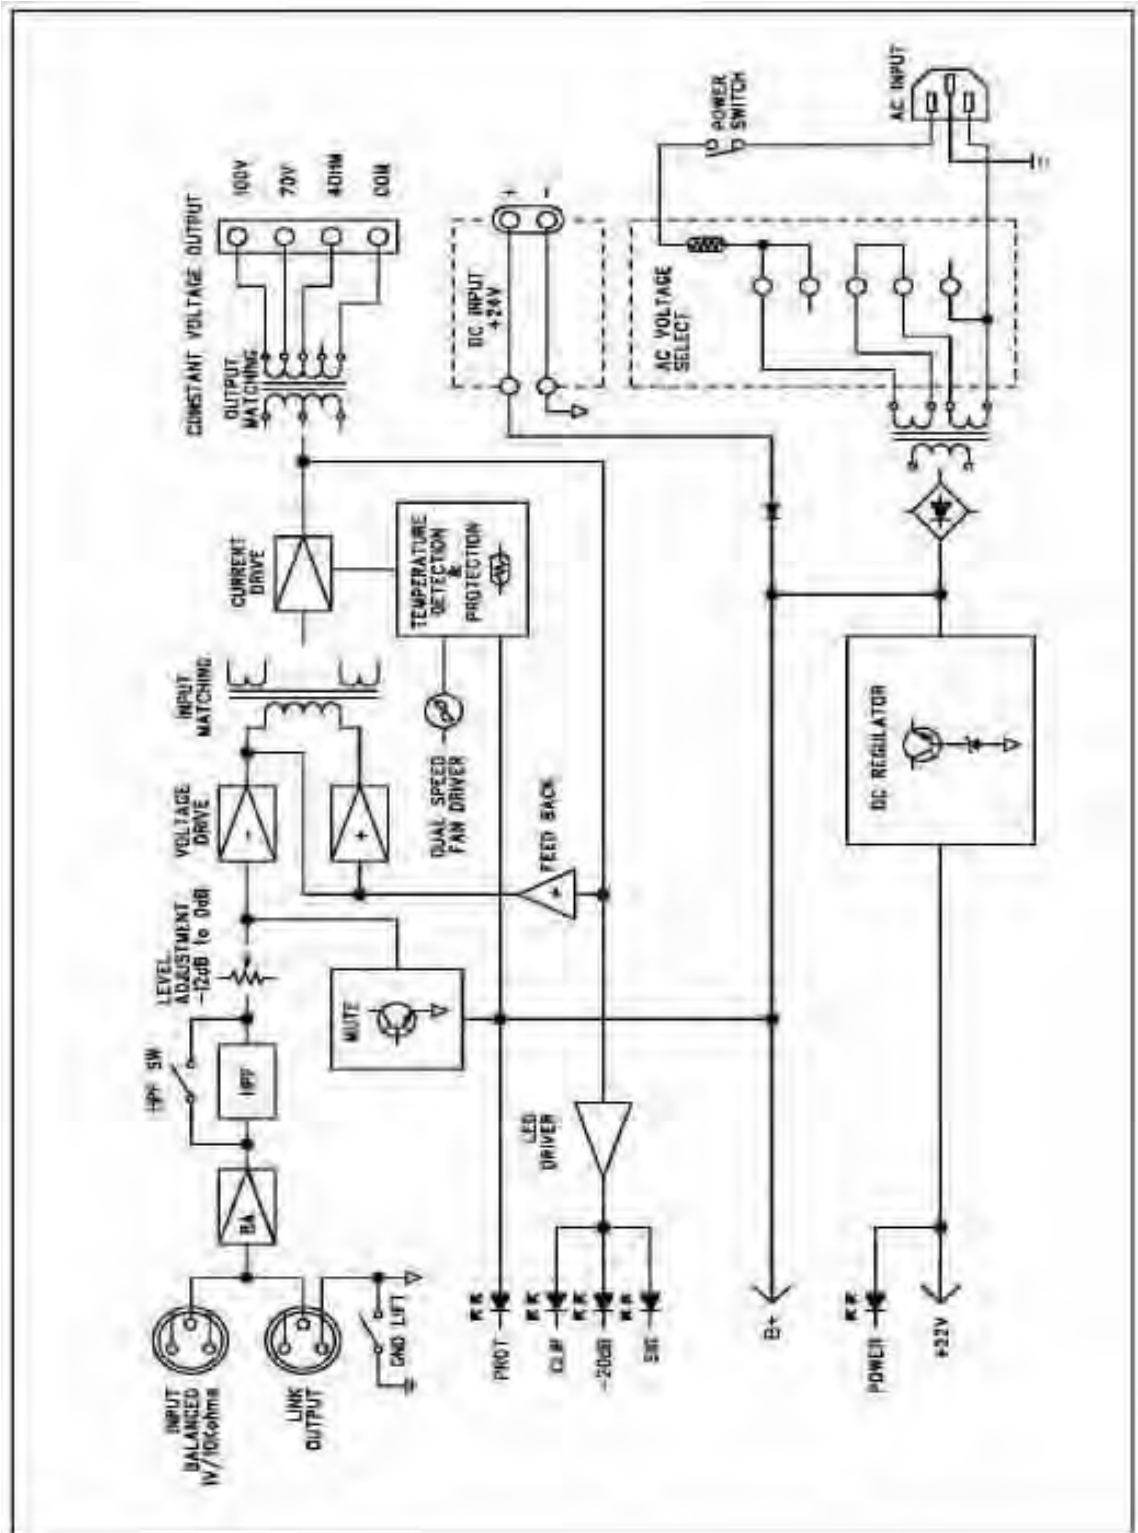 INPUT
BALANCED
1V/10Kohms
LINK
OUTPUT
GND LIFT
BA
HPF SW
HPF
LEVEL
ADJUSTMENT
-12dB to 0dB
MUTE
VOLTAGE
DRIVE
-
+
INPUT
MATCHING
CURRENT
DRIVE
TEMPERATURE
DETECTION
&
PROTECTION
DUAL SPEED
FAN DRIVER
+
FEED BACK
CONSTANT VOLTAGE OUTPUT
OUTPUT
MATCHING
100V
70V
4OHM
COM
LED
DRIVER
PROT
CLIP
-20dB
SIG
DC INPUT
+24V
+
-
AC VOLTAGE
SELECT
POWER
SWITCH
AC INPUT
DC REGULATOR
B+
POWER
+22V